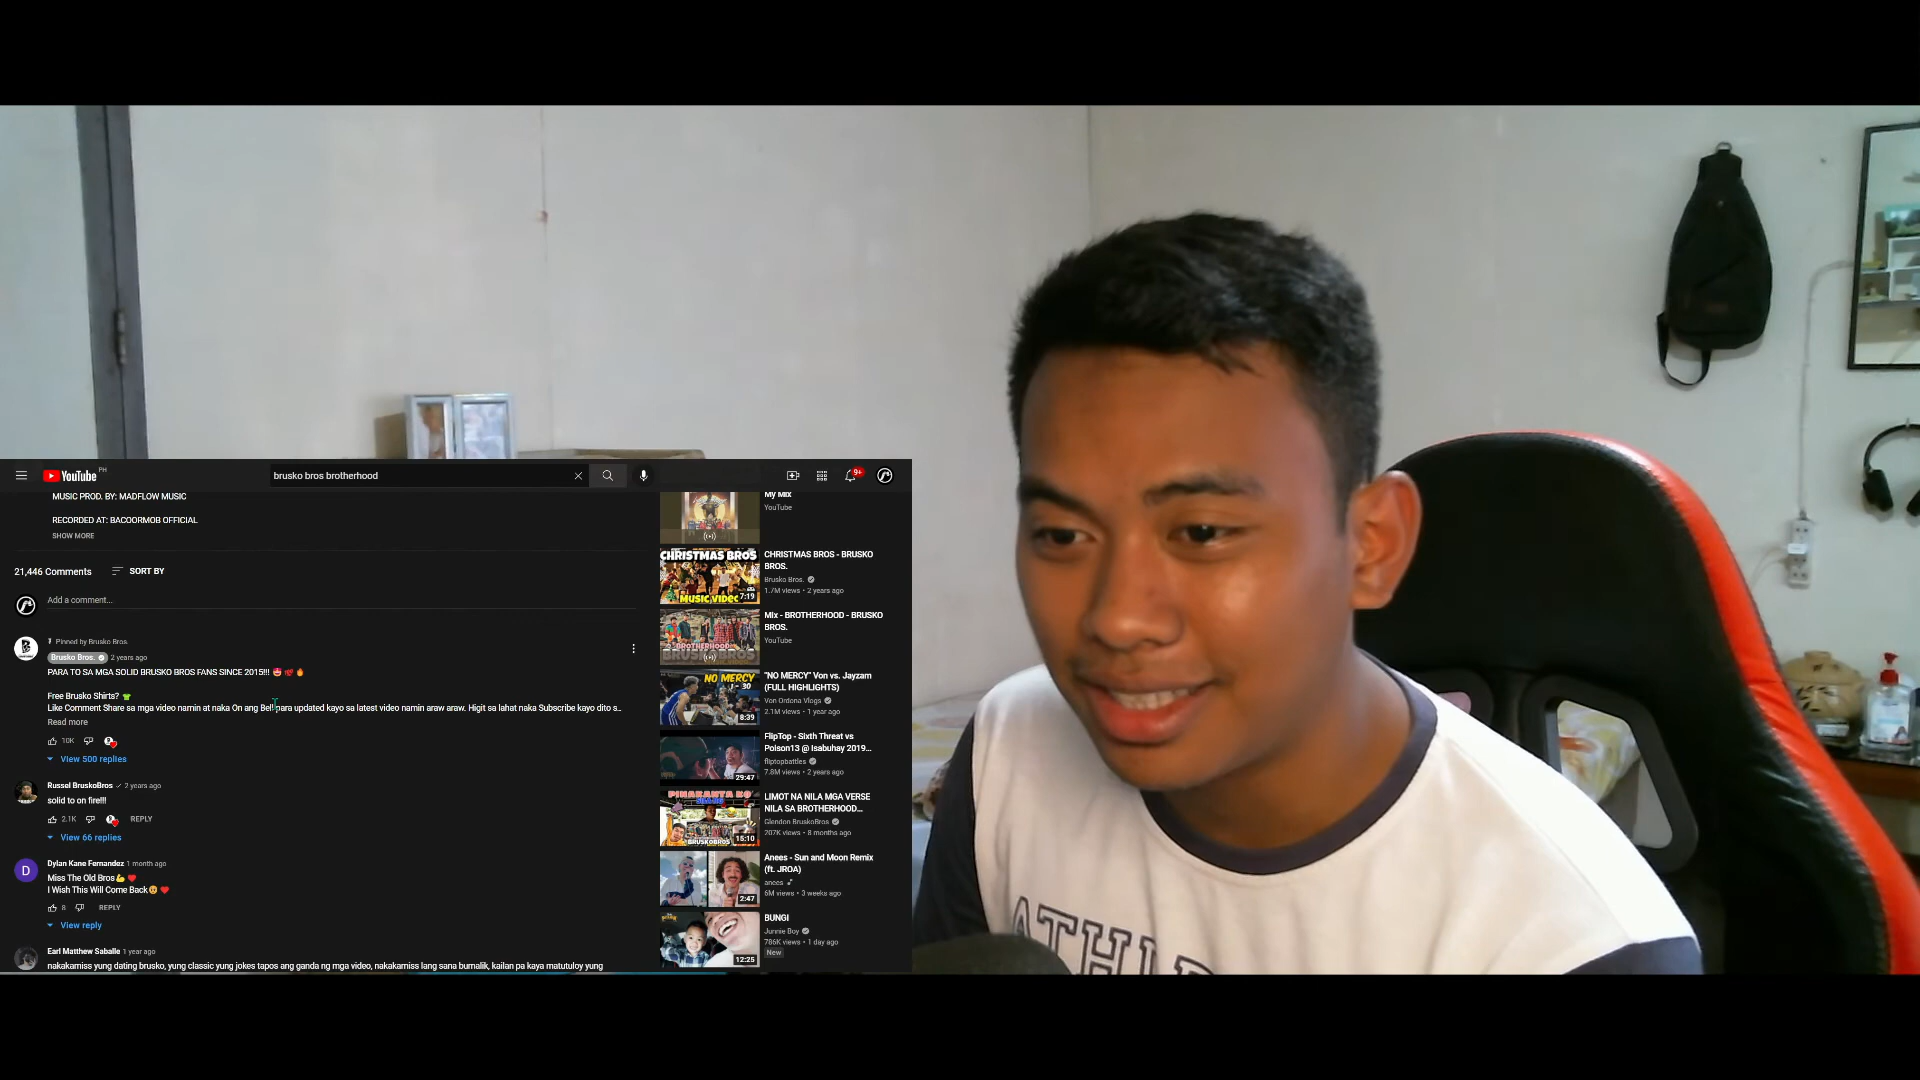 YouTube PH
brusko bros brotherhood
9+
MUSIC PROD. BY: MADFLOW MUSIC
RECORDED AT: BACOORMOB OFFICIAL
SHOW MORE
21,446 Comments
SORT BY
Add a comment...
Pinned by Brusko Bros.
Brusko Bros. 2 years ago
PARA TO SA MGA SOLID BRUSKO BROS FANS SINCE 2015!!!
Free Brusko Shirts?
Like Comment Share sa mga video namin at naka On ang Bell para updated kayo sa latest video namin araw araw. Higit sa lahat naka Subscribe kayo dito s...
Read more
10K
View 500 replies
Russel BruskoBros 2 years ago
solid to on fire!!!
2.1K REPLY
View 66 replies
D
Dylan Kane Fernandez 1 month ago
Miss The Old Bros
I Wish This Will Come Back
8 REPLY
View reply
Earl Matthew Saballe 1 year ago
nakakamiss yung dating brusko, yung classic yung jokes tapos ang ganda ng mga video, nakakamiss lang sana bumalik, kailan pa kaya matutuloy yung
My Mix
YouTube
CHRISTMAS BROS
MUSIC VIDEO
7:19
CHRISTMAS BROS - BRUSKO
BROS.
Brusko Bros.
1.7M views • 2 years ago
BROTHERHOOD
BRUSKOBROS
Mix - BROTHERHOOD - BRUSKO
BROS.
YouTube
NO MERCY
8:39
"NO MERCY" Von vs. Jayzam
(FULL HIGHLIGHTS)
Von Ordona Vlogs
2.1M views • 1 year ago
29:47
FlipTop - Sixth Threat vs
Poison13 @ Isabuhay 2019...
fliptopbattles
7.8M views • 2 years ago
PINAKANTA KO
BRUSKOBROS
15:10
LIMOT NA NILA MGA VERSE
NILA SA BROTHERHOOD...
Glendon BruskoBros
207K views • 8 months ago
2:47
Anees - Sun and Moon Remix
(ft. JROA)
anees
6M views • 3 weeks ago
12:25
BUNGI
Junnie Boy
786K views • 1 day ago
New
ATHL